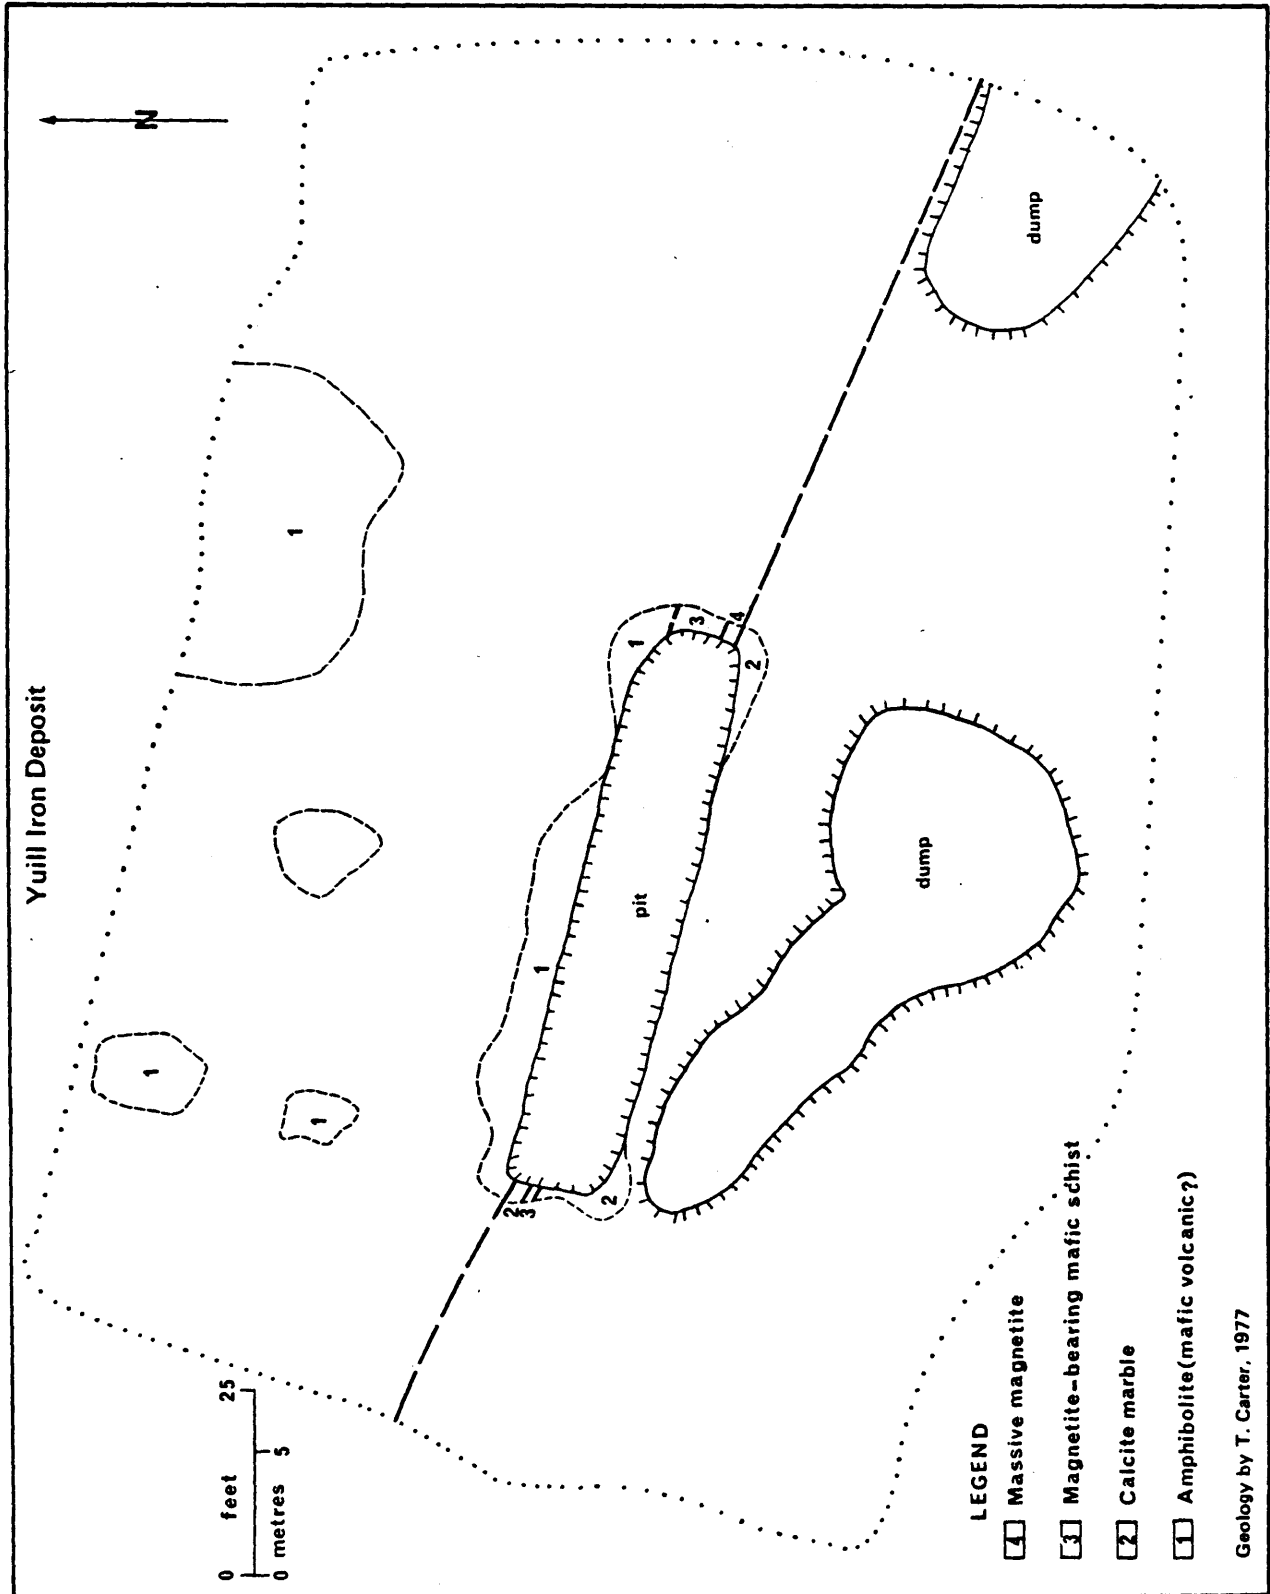 Yuill Iron Deposit
N
1
1
1
1
1
3
4
2
2
3
2
pit
dump
dump
0 feet 25
0 metres 5
LEGEND
4 Massive magnetite
3 Magnetite-bearing mafic schist
2 Calcite marble
1 Amphibolite(mafic volcanic?)
Geology by T. Carter, 1977